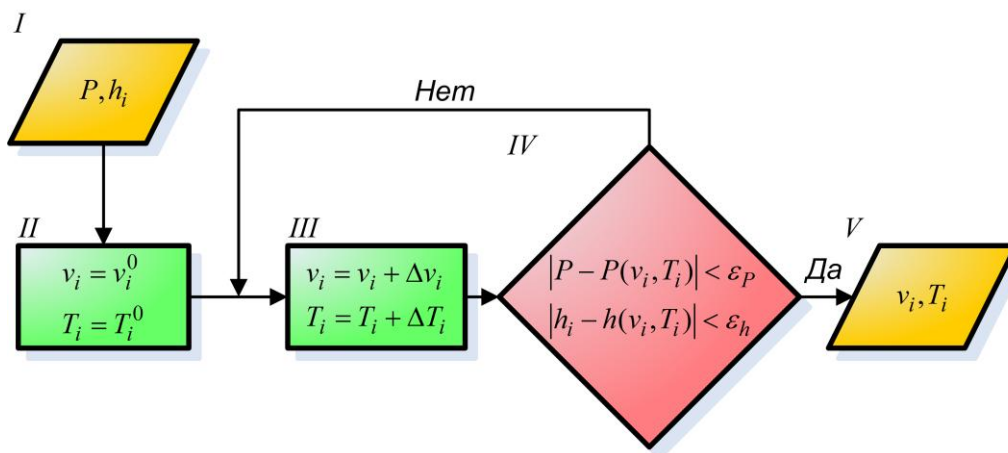 I
P, h_i
Нет
IV
II
v_i = v_i^0
T_i = T_i^0
III
v_i = v_i + Δv_i
T_i = T_i + ΔT_i
|P − P(v_i, T_i)| < ε_P
|h_i − h(v_i, T_i)| < ε_h
Да
V
v_i, T_i